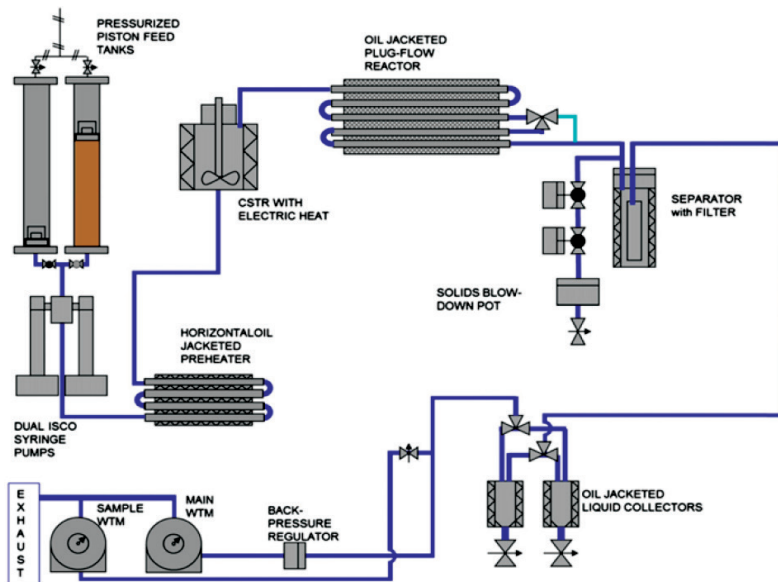 PRESSURIZED
PISTON FEED
TANKS
OIL JACKETED
PLUG-FLOW
REACTOR
CSTR WITH
ELECTRIC HEAT
SEPARATOR
with FILTER
SOLIDS BLOW-
DOWN POT
HORIZONTALOIL
JACKETED
PREHEATER
DUAL ISCO
SYRINGE
PUMPS
EXHAUST
SAMPLE
WTM
MAIN
WTM
BACK-
PRESSURE
REGULATOR
OIL JACKETED
LIQUID COLLECTORS